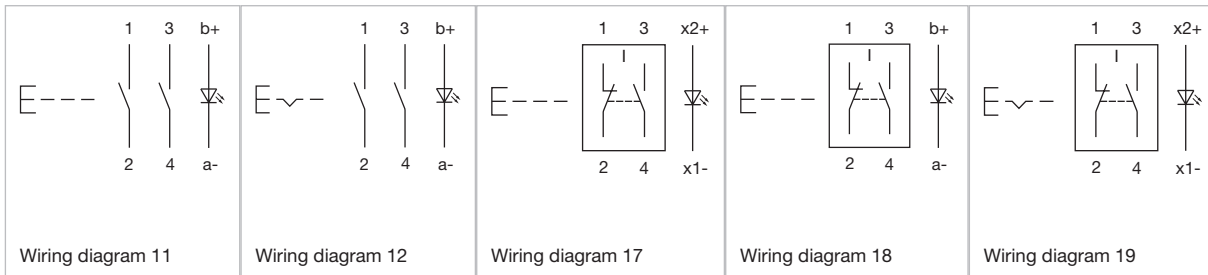 1 3 b+
2 4 a-
Wiring diagram 11
1 3 b+
2 4 a-
Wiring diagram 12
1 3 x2+
I
2 4 x1-
Wiring diagram 17
1 3 b+
I
2 4 a-
Wiring diagram 18
1 3 x2+
I
2 4 x1-
Wiring diagram 19